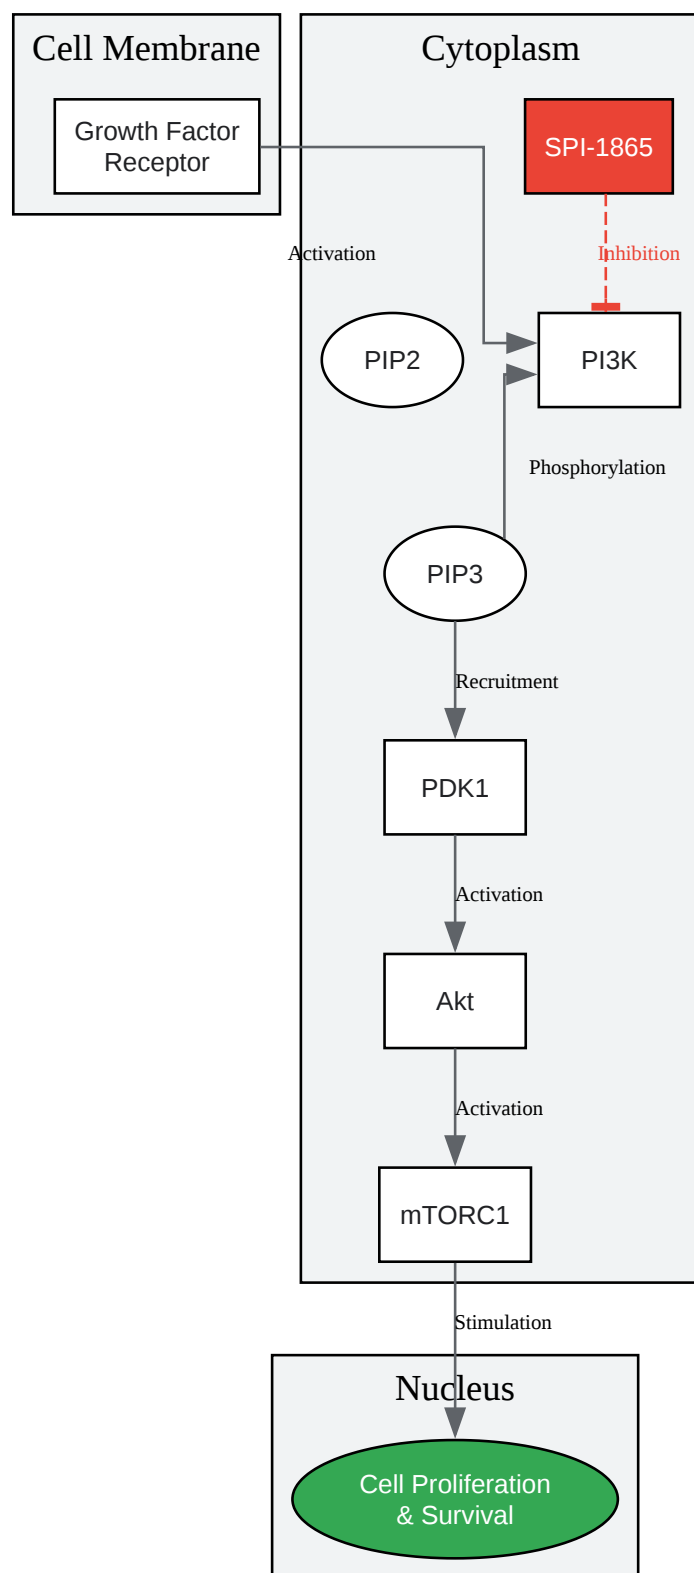 Cell Membrane
Cytoplasm
Growth Factor
Receptor
SPI-1865
Activation
Inhibition
PIP2
PI3K
Phosphorylation
PIP3
Recruitment
PDK1
Activation
Akt
Activation
mTORC1
Stimulation
Nucleus
Cell Proliferation
& Survival